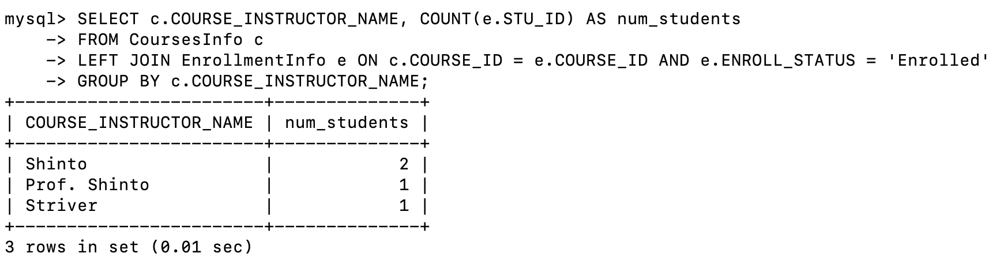 mysql> SELECT c.COURSE_INSTRUCTOR_NAME, COUNT(e.STU_ID) AS num_students
    -> FROM CoursesInfo c
    -> LEFT JOIN EnrollmentInfo e ON c.COURSE_ID = e.COURSE_ID AND e.ENROLL_STATUS = 'Enrolled'
    -> GROUP BY c.COURSE_INSTRUCTOR_NAME;
+------------------------+--------------+
| COURSE_INSTRUCTOR_NAME | num_students |
+------------------------+--------------+
| Shinto                 |            2 |
| Prof. Shinto           |            1 |
| Striver                |            1 |
+------------------------+--------------+
3 rows in set (0.01 sec)